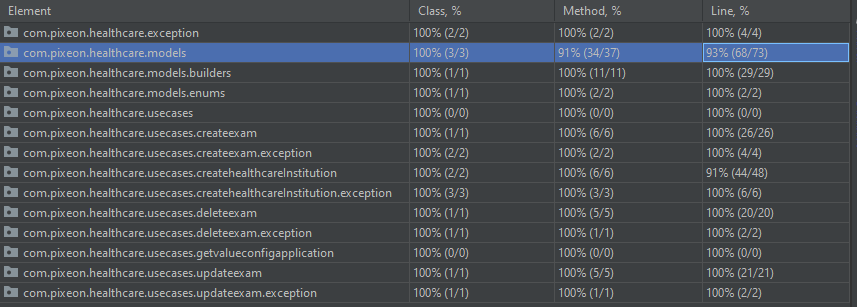 Element Class, % Method, % Line, %
com.pixeon.healthcare.exception 100% (2/2) 100% (2/2) 100% (4/4)
com.pixeon.healthcare.models 100% (3/3) 91% (34/37) 93% (68/73)
com.pixeon.healthcare.models.builders 100% (1/1) 100% (11/11) 100% (29/29)
com.pixeon.healthcare.models.enums 100% (1/1) 100% (2/2) 100% (2/2)
com.pixeon.healthcare.usecases 100% (0/0) 100% (0/0) 100% (0/0)
com.pixeon.healthcare.usecases.createexam 100% (1/1) 100% (6/6) 100% (26/26)
com.pixeon.healthcare.usecases.createexam.exception 100% (2/2) 100% (2/2) 100% (4/4)
com.pixeon.healthcare.usecases.createhealthcareInstitution 100% (2/2) 100% (6/6) 91% (44/48)
com.pixeon.healthcare.usecases.createhealthcareInstitution.exception 100% (3/3) 100% (3/3) 100% (6/6)
com.pixeon.healthcare.usecases.deleteexam 100% (1/1) 100% (5/5) 100% (20/20)
com.pixeon.healthcare.usecases.deleteexam.exception 100% (1/1) 100% (1/1) 100% (2/2)
com.pixeon.healthcare.usecases.getvalueconfigapplication 100% (0/0) 100% (0/0) 100% (0/0)
com.pixeon.healthcare.usecases.updateexam 100% (1/1) 100% (5/5) 100% (21/21)
com.pixeon.healthcare.usecases.updateexam.exception 100% (1/1) 100% (1/1) 100% (2/2)